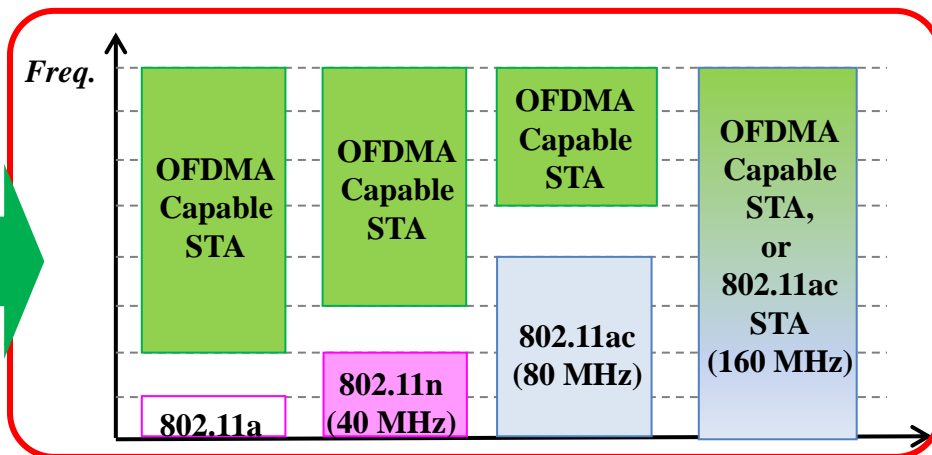 Freq.
OFDMA
Capable
STA
OFDMA
Capable
STA
OFDMA
Capable
STA
OFDMA
Capable
STA,
or
802.11ac
STA
(160 MHz)
802.11a
802.11n
(40 MHz)
802.11ac
(80 MHz)